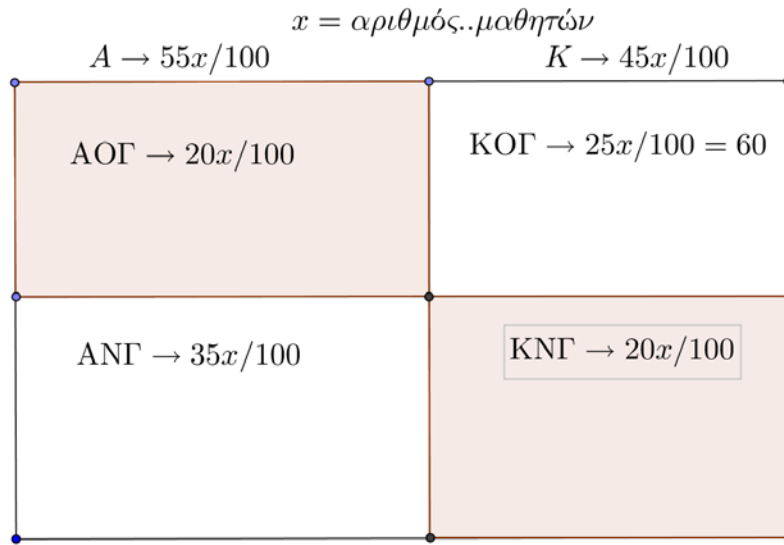 x = αριθμός..μαθητών
A → 55x/100 K → 45x/100
ΑΟΓ → 20x/100 ΚΟΓ → 25x/100 = 60
ΑΝΓ → 35x/100 ΚΝΓ → 20x/100